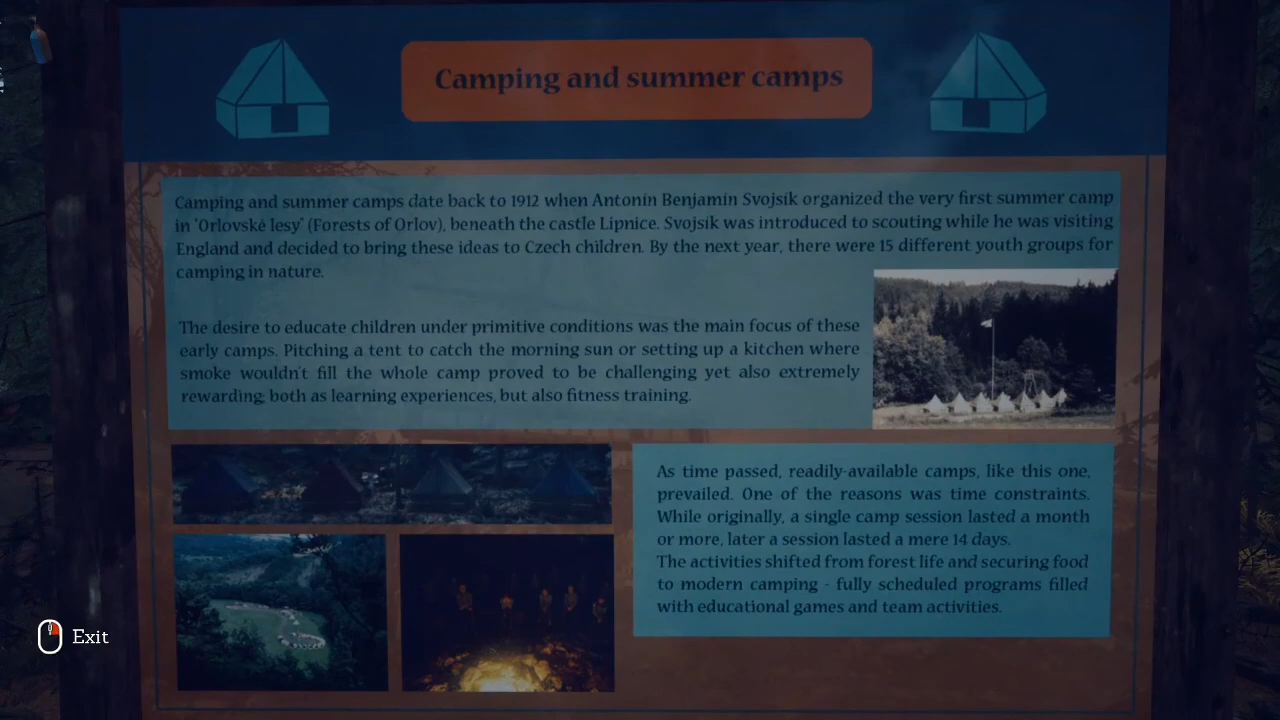 Camping and summer camps
Camping and summer camps date back to 1912 when Antonín Benjamín Svojsík organized the very first summer camp
in "Orlovské lesy" (Forests of Orlov), beneath the castle Lipnice. Svojsík was introduced to scouting while he was visiting
England and decided to bring these ideas to Czech children. By the next year, there were 15 different youth groups for
camping in nature.
The desire to educate children under primitive conditions was the main focus of these
early camps. Pitching a tent to catch the morning sun or setting up a kitchen where
smoke wouldn't fill the whole camp proved to be challenging yet also extremely
rewarding; both as learning experiences, but also fitness training.
As time passed, readily-available camps, like this one,
prevailed. One of the reasons was time constraints.
While originally, a single camp session lasted a month
or more, later a session lasted a mere 14 days.
The activities shifted from forest life and securing food
to modern camping - fully scheduled programs filled
with educational games and team activities.
Exit